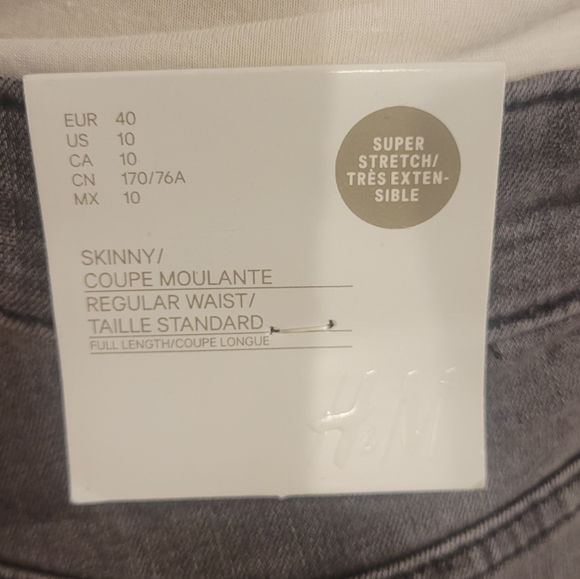 EUR 40
US 10
CA 10
CN 170/76A
MX 10
SUPER
STRETCH/
TRÈS EXTEN-
SIBLE
SKINNY/
COUPE MOULANTE
REGULAR WAIST/
TAILLE STANDARD
FULL LENGTH/COUPE LONGUE
H&M